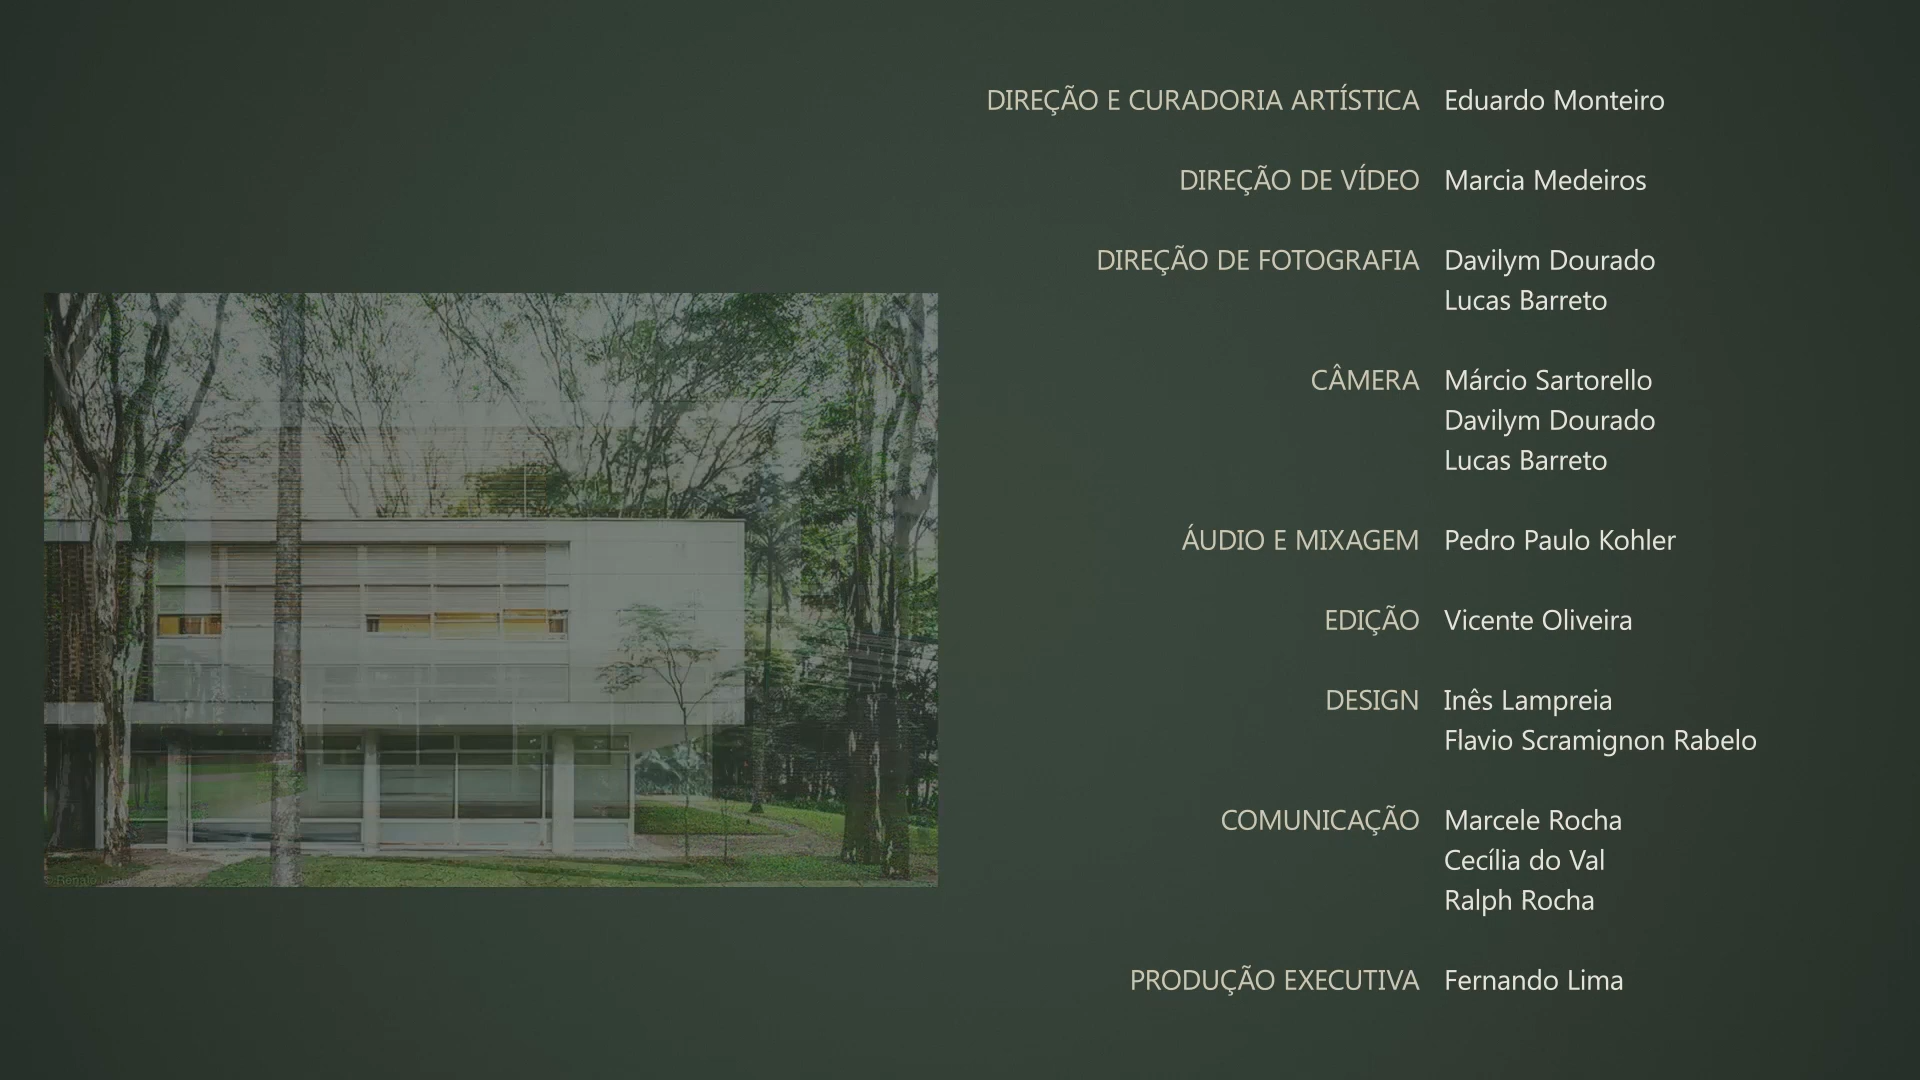 DIREÇÃO E CURADORIA ARTÍSTICA Eduardo Monteiro
DIREÇÃO DE VÍDEO Marcia Medeiros
DIREÇÃO DE FOTOGRAFIA Davilym Dourado
Lucas Barreto
CÂMERA Márcio Sartorello
Davilym Dourado
Lucas Barreto
ÁUDIO E MIXAGEM Pedro Paulo Kohler
EDIÇÃO Vicente Oliveira
DESIGN Inês Lampreia
Flavio Scramignon Rabelo
COMUNICAÇÃO Marcele Rocha
Cecília do Val
Ralph Rocha
PRODUÇÃO EXECUTIVA Fernando Lima